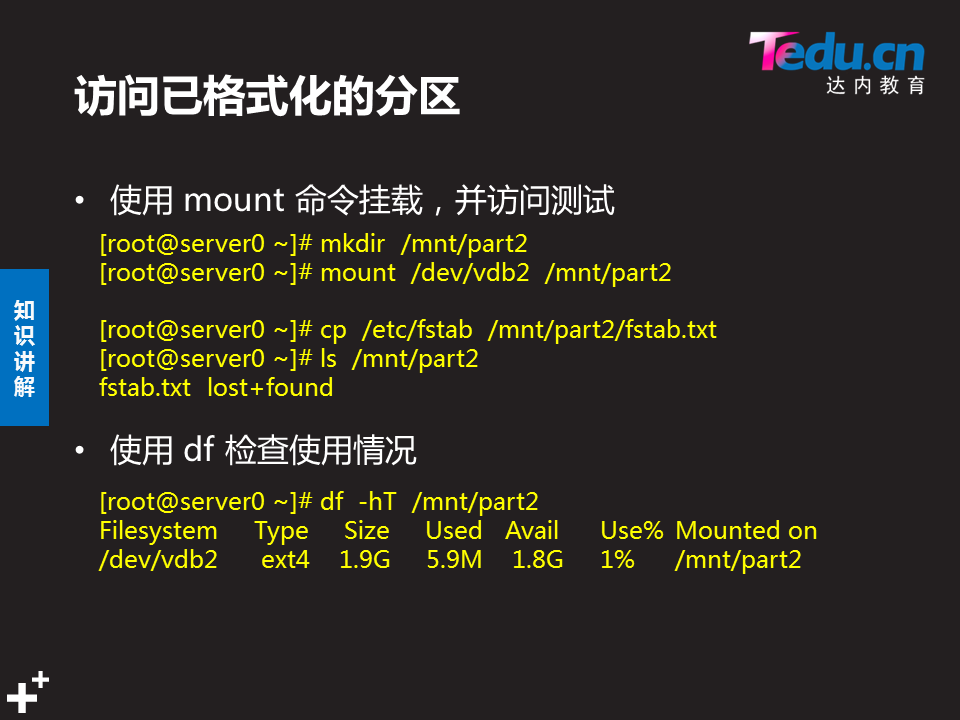 Tedu.cn
达内教育
访问已格式化的分区
• 使用 mount 命令挂载，并访问测试
[root@server0 ~]# mkdir  /mnt/part2
[root@server0 ~]# mount  /dev/vdb2  /mnt/part2
[root@server0 ~]# cp  /etc/fstab  /mnt/part2/fstab.txt
[root@server0 ~]# ls  /mnt/part2
fstab.txt  lost+found
知识讲解
• 使用 df 检查使用情况
[root@server0 ~]# df  -hT  /mnt/part2
Filesystem  Type  Size  Used  Avail  Use%  Mounted on
/dev/vdb2  ext4  1.9G  5.9M  1.8G  1%  /mnt/part2